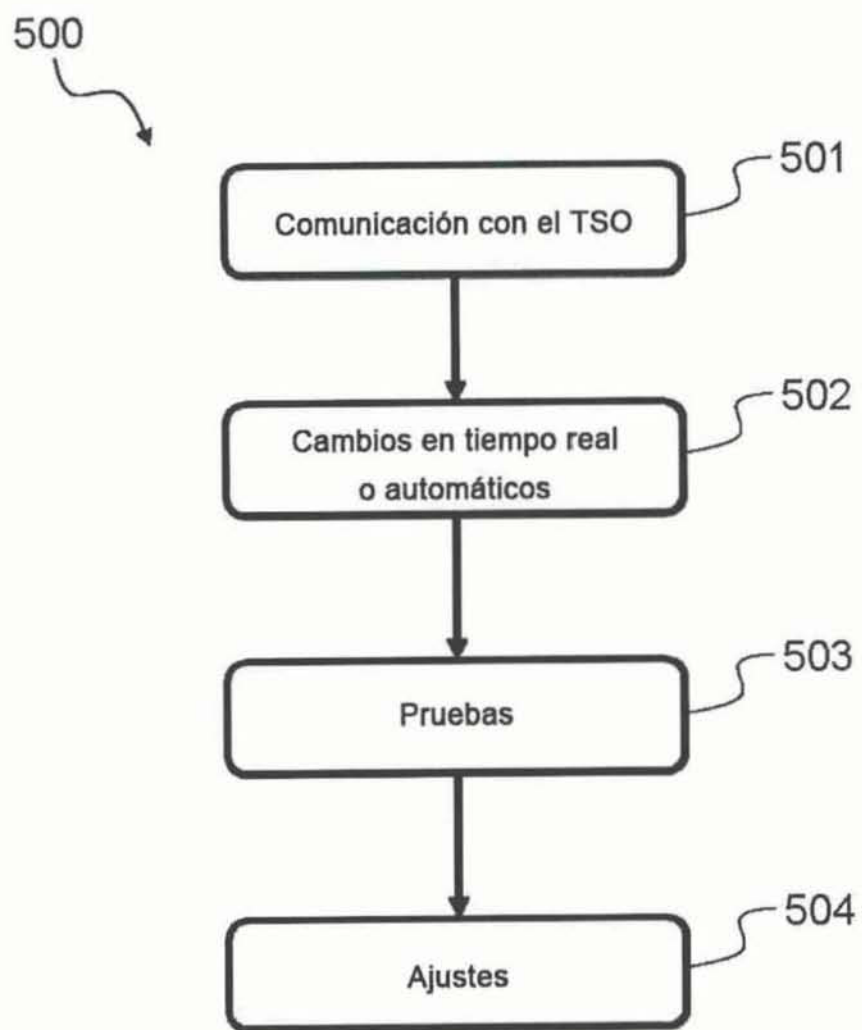 500
501
Comunicación con el TSO
502
Cambios en tiempo real
o automáticos
503
Pruebas
504
Ajustes